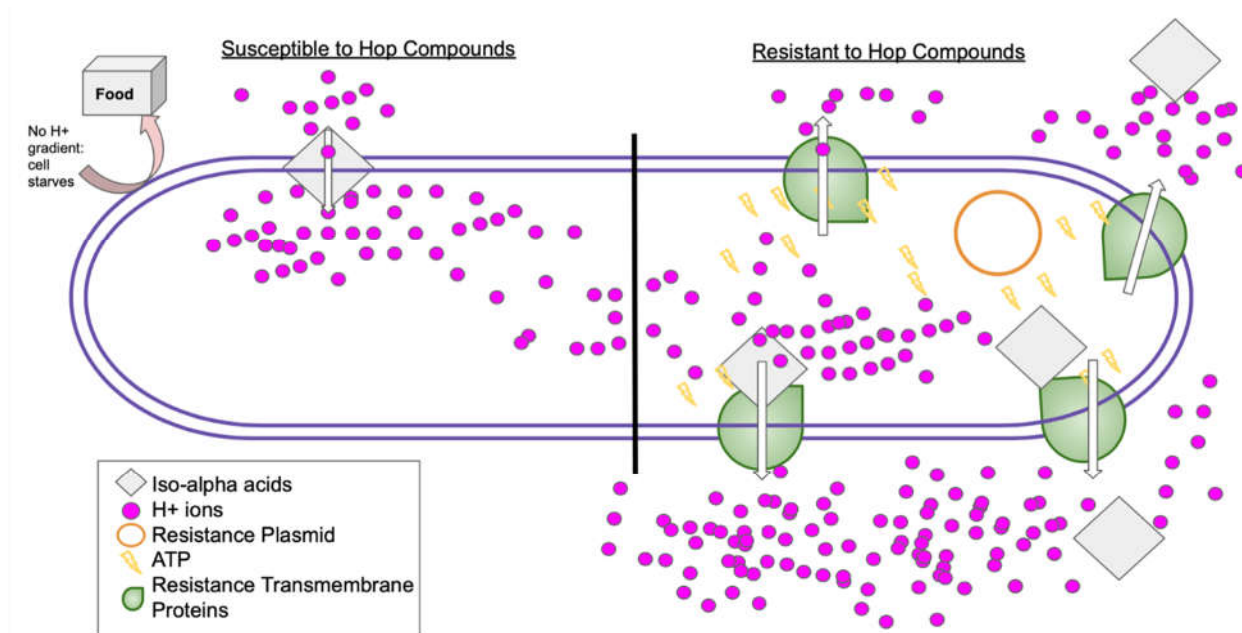 Susceptible to Hop Compounds
Resistant to Hop Compounds
Food
No H+
gradient:
cell
starves
Iso-alpha acids
H+ ions
Resistance Plasmid
ATP
Resistance Transmembrane
Proteins